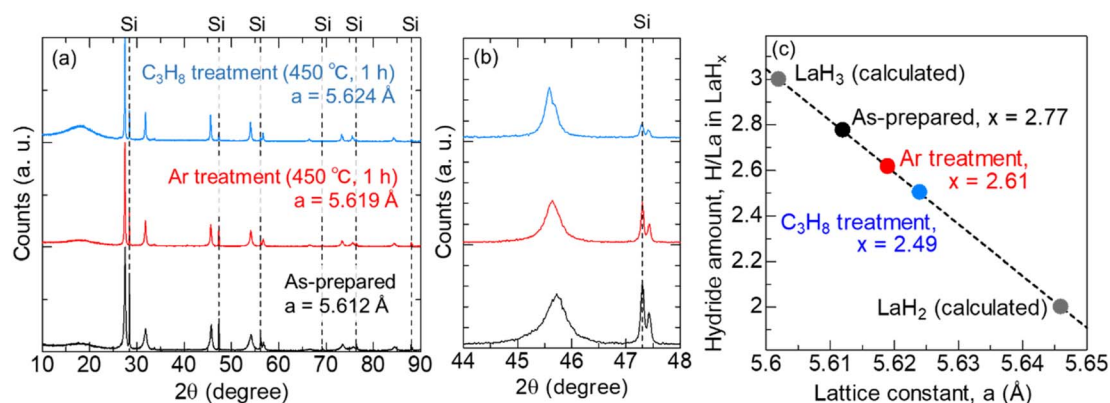 Si Si Si Si Si Si
(a)
C₃H₈ treatment (450 °C, 1 h)
a = 5.624 Å
Ar treatment (450 °C, 1 h)
a = 5.619 Å
As-prepared
a = 5.612 Å
Counts (a. u.)
10 20 30 40 50 60 70 80 90
2θ (degree)
Si
(b)
Counts (a. u.)
44 45 46 47 48
2θ (degree)
(c)
LaH₃ (calculated)
As-prepared, x = 2.77
Ar treatment,
x = 2.61
C₃H₈ treatment,
x = 2.49
LaH₂ (calculated)
Hydride amount, H/La in LaHₓ
3
2.8
2.6
2.4
2.2
2
5.6 5.61 5.62 5.63 5.64 5.65
Lattice constant, a (Å)